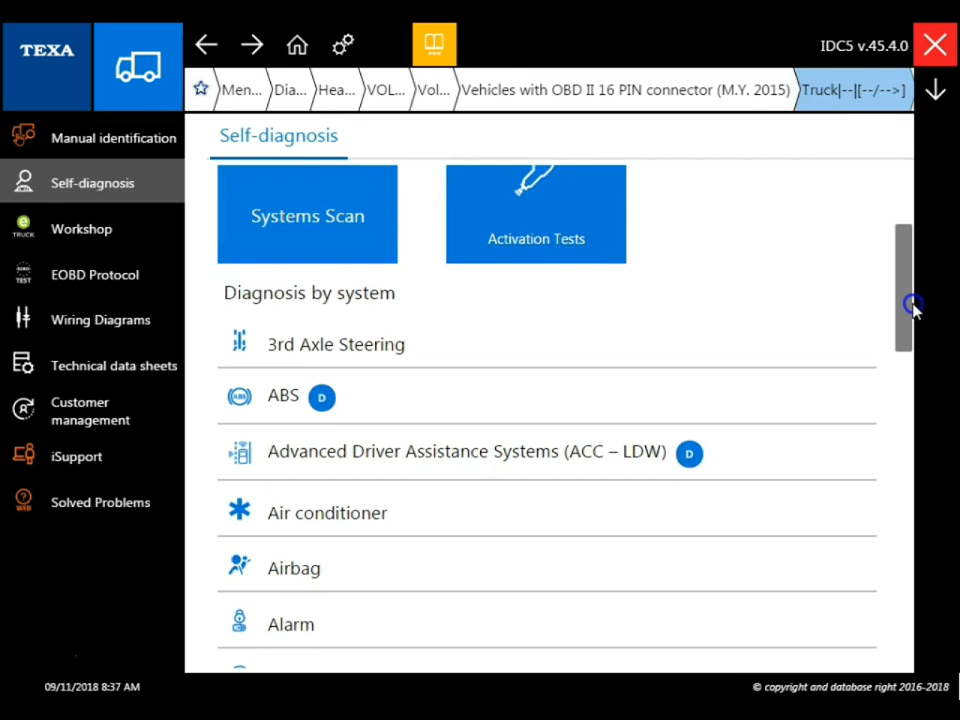 TEXA
IDC5 v.45.4.0
Men... Dia... Hea... VOL... Vol... Vehicles with OBD II 16 PIN connector (M.Y. 2015) Truck|--|[--/-->]
Manual identification
Self-diagnosis
TRUCK
Workshop
TEST
EOBD Protocol
Wiring Diagrams
Technical data sheets
Customer
management
iSupport
WEB
Solved Problems
Self-diagnosis
Systems Scan
Activation Tests
Diagnosis by system
3rd Axle Steering
ABS D
Advanced Driver Assistance Systems (ACC – LDW) D
Air conditioner
Airbag
Alarm
09/11/2018 8:37 AM
© copyright and database right 2016-2018